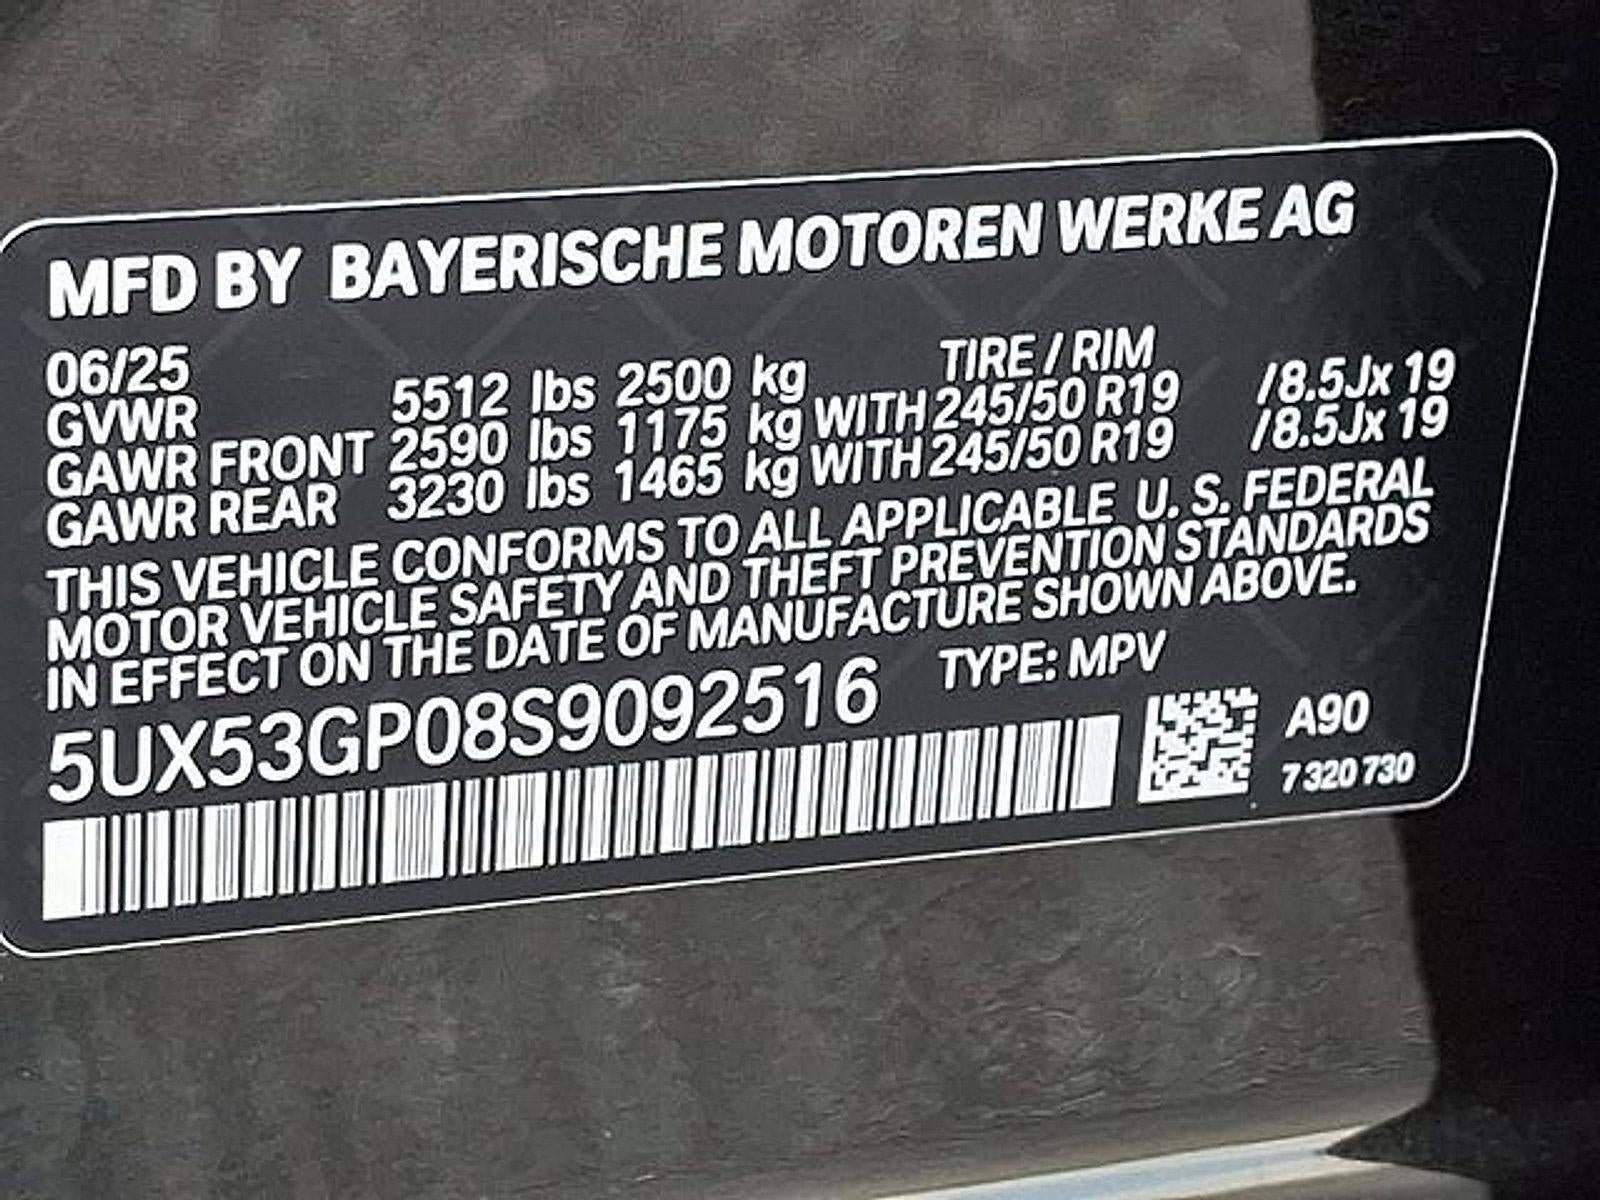 MFD BY BAYERISCHE MOTOREN WERKE AG
06/25 TIRE / RIM
GVWR 5512 lbs 2500 kg
GAWR FRONT 2590 lbs 1175 kg WITH 245/50 R19 /8.5Jx 19
GAWR REAR 3230 lbs 1465 kg WITH 245/50 R19 /8.5Jx 19
THIS VEHICLE CONFORMS TO ALL APPLICABLE U. S. FEDERAL
MOTOR VEHICLE SAFETY AND THEFT PREVENTION STANDARDS
IN EFFECT ON THE DATE OF MANUFACTURE SHOWN ABOVE.
5UX53GP08S9092516 TYPE: MPV
A90
7 320 730